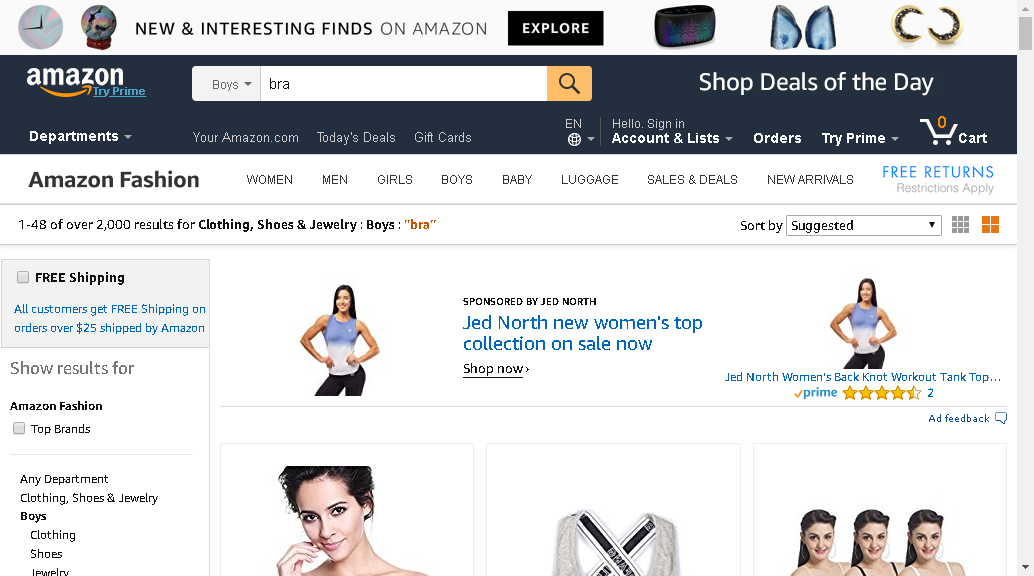 NEW & INTERESTING FINDS ON AMAZON
EXPLORE
amazon
Try Prime
Boys
bra
Shop Deals of the Day
Departments
Your Amazon.com
Today's Deals
Gift Cards
EN
Hello. Sign in
Account & Lists
Orders
Try Prime
0
Cart
Amazon Fashion
WOMEN
MEN
GIRLS
BOYS
BABY
LUGGAGE
SALES & DEALS
NEW ARRIVALS
FREE RETURNS
Restrictions Apply
1-48 of over 2,000 results for Clothing, Shoes & Jewelry : Boys : "bra"
Sort by
Suggested
FREE Shipping
All customers get FREE Shipping on
orders over $25 shipped by Amazon
Show results for
Amazon Fashion
Top Brands
Any Department
Clothing, Shoes & Jewelry
Boys
Clothing
Shoes
Jewelry
SPONSORED BY JED NORTH
Jed North new women's top
collection on sale now
Shop now ›
Jed North Women's Back Knot Workout Tank Top...
prime
2
Ad feedback